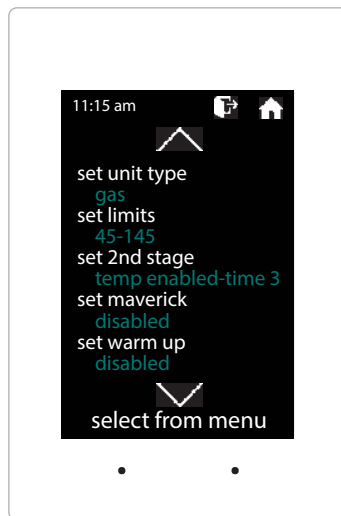 11:15 am
set unit type
gas
set limits
45-145
set 2nd stage
temp enabled-time 3
set maverick
disabled
set warm up
disabled
select from menu